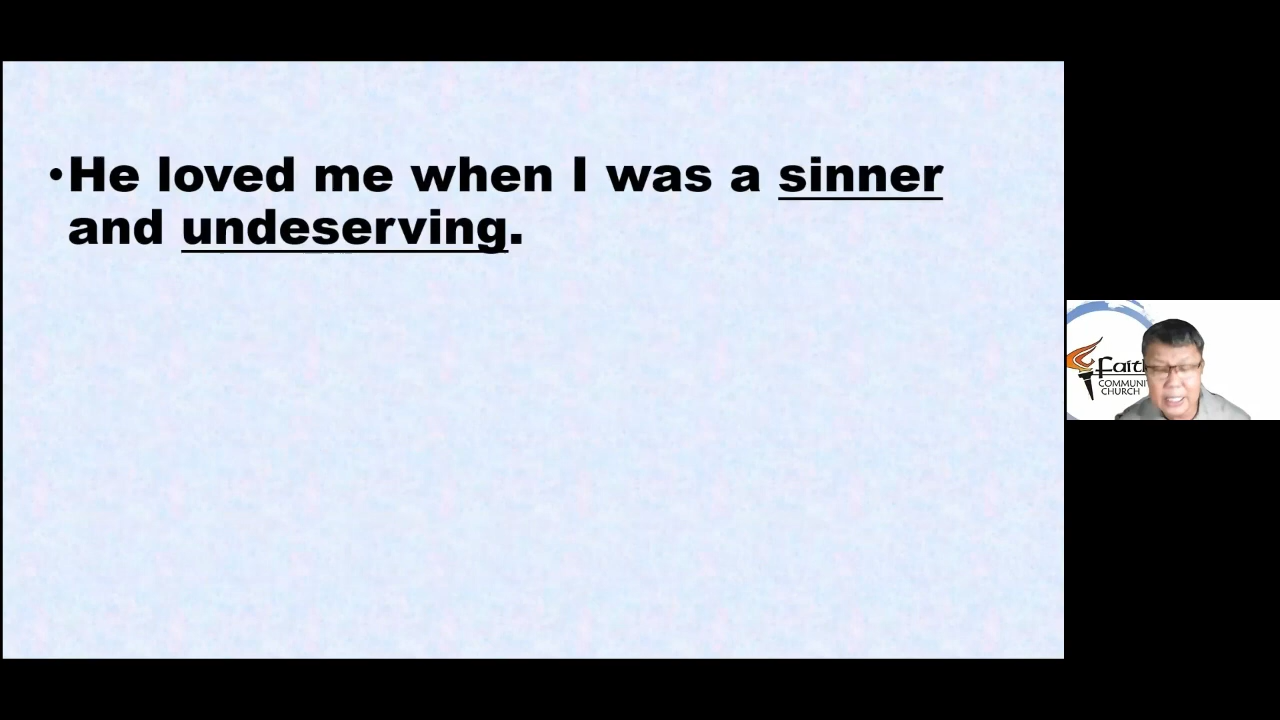 •He loved me when I was a sinner
and undeserving.
Faith
COMMUNI
CHURCH